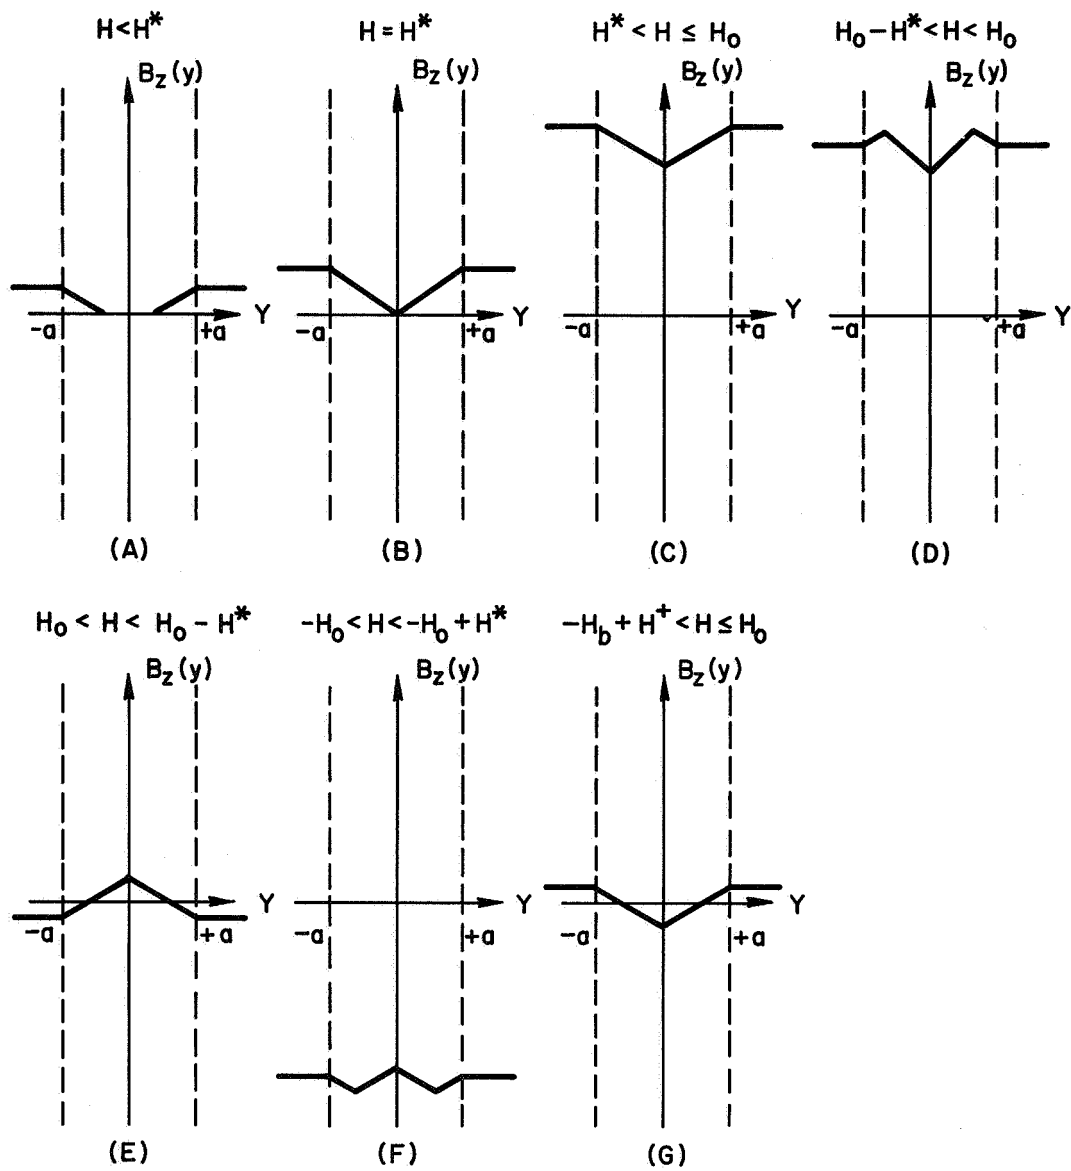 H < H*
H = H*
H* < H ≤ H₀
H₀ – H* < H < H₀
B_z(y)
B_z(y)
B_z(y)
B_z(y)
-a
+a
Y
-a
+a
Y
-a
+a
Y
-a
+a
Y
(A)
(B)
(C)
(D)
H₀ < H < H₀ – H*
-H₀ < H < -H₀ + H*
-H_b + H⁺ < H ≤ H₀
B_z(y)
B_z(y)
B_z(y)
-a
+a
Y
-a
+a
Y
-a
+a
Y
(E)
(F)
(G)